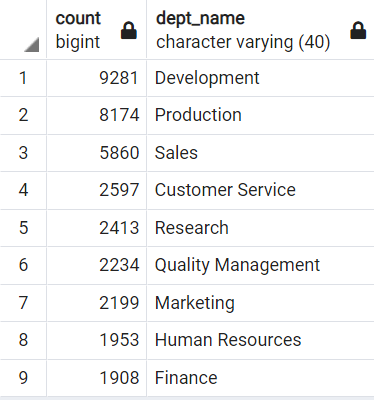 count dept_name
bigint character varying (40)
1 9281 Development
2 8174 Production
3 5860 Sales
4 2597 Customer Service
5 2413 Research
6 2234 Quality Management
7 2199 Marketing
8 1953 Human Resources
9 1908 Finance